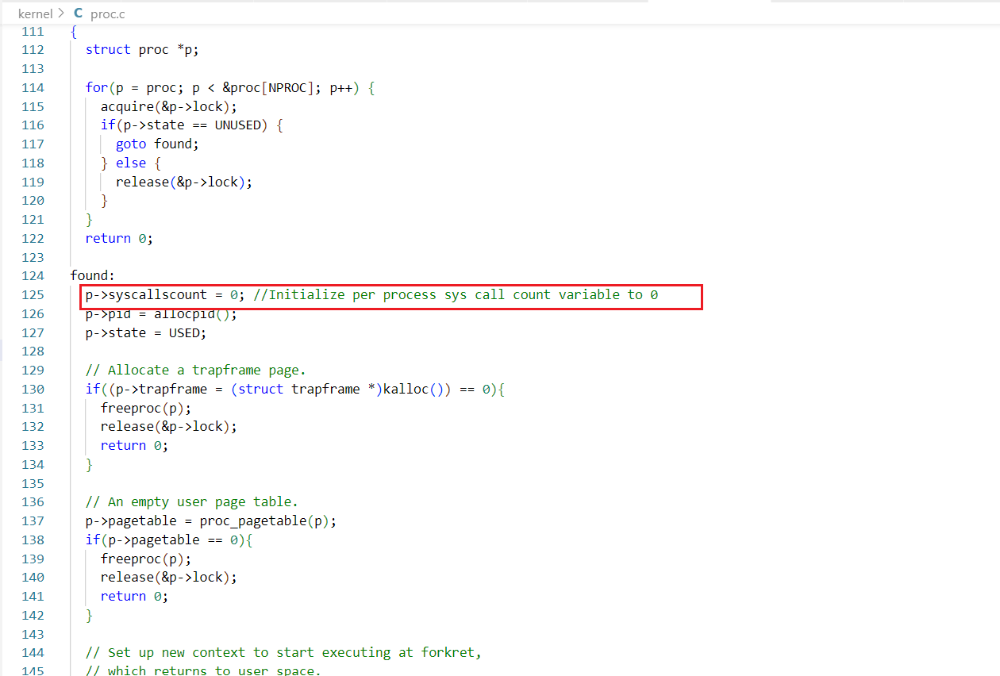 kernel > C proc.c
111 {
112 struct proc *p;
113
114 for(p = proc; p < &proc[NPROC]; p++) {
115 acquire(&p->lock);
116 if(p->state == UNUSED) {
117 goto found;
118 } else {
119 release(&p->lock);
120 }
121 }
122 return 0;
123
124 found:
125 p->syscallscount = 0; //Initialize per process sys call count variable to 0
126 p->pid = allocpid();
127 p->state = USED;
128
129 // Allocate a trapframe page.
130 if((p->trapframe = (struct trapframe *)kalloc()) == 0){
131 freeproc(p);
132 release(&p->lock);
133 return 0;
134 }
135
136 // An empty user page table.
137 p->pagetable = proc_pagetable(p);
138 if(p->pagetable == 0){
139 freeproc(p);
140 release(&p->lock);
141 return 0;
142 }
143
144 // Set up new context to start executing at forkret,
145 // which returns to user space.